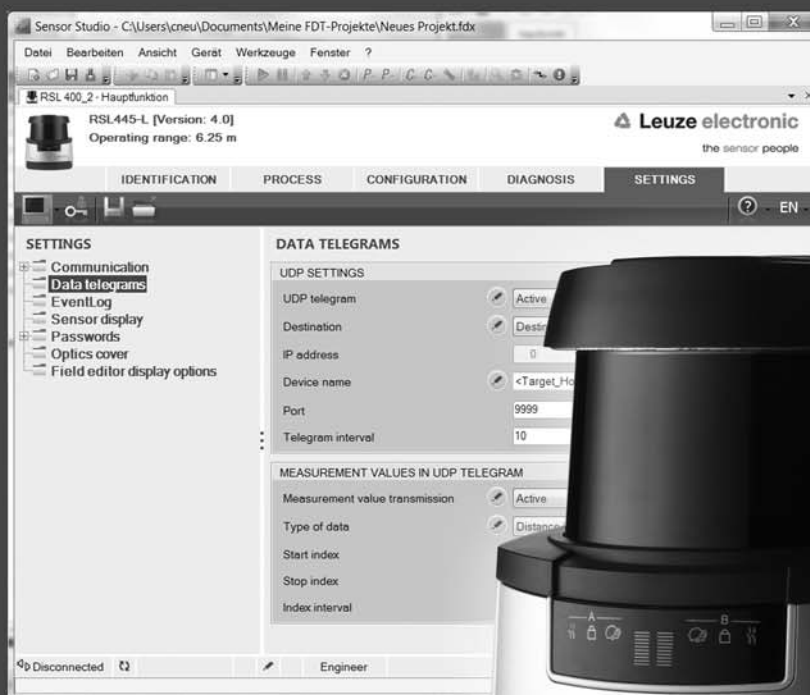 Sensor Studio - C:\Users\cneu\Documents\Meine FDT-Projekte\Neues Projekt.fdx
Datei Bearbeiten Ansicht Gerät Werkzeuge Fenster ?
RSL 400_2 - Hauptfunktion
RSL445-L [Version: 4.0]
Operating range: 6.25 m
Leuze electronic
the sensor people
IDENTIFICATION PROCESS CONFIGURATION DIAGNOSIS SETTINGS
EN
SETTINGS
Communication
Data telegrams
EventLog
Sensor display
Passwords
Optics cover
Field editor display options
DATA TELEGRAMS
UDP SETTINGS
UDP telegram Active
Destination
IP address 0
Device name <Target_Ho
Port 9999
Telegram interval 10
MEASUREMENT VALUES IN UDP TELEGRAM
Measurement value transmission Active
Type of data Distance
Start index
Stop index
Index interval
A B
Disconnected Engineer